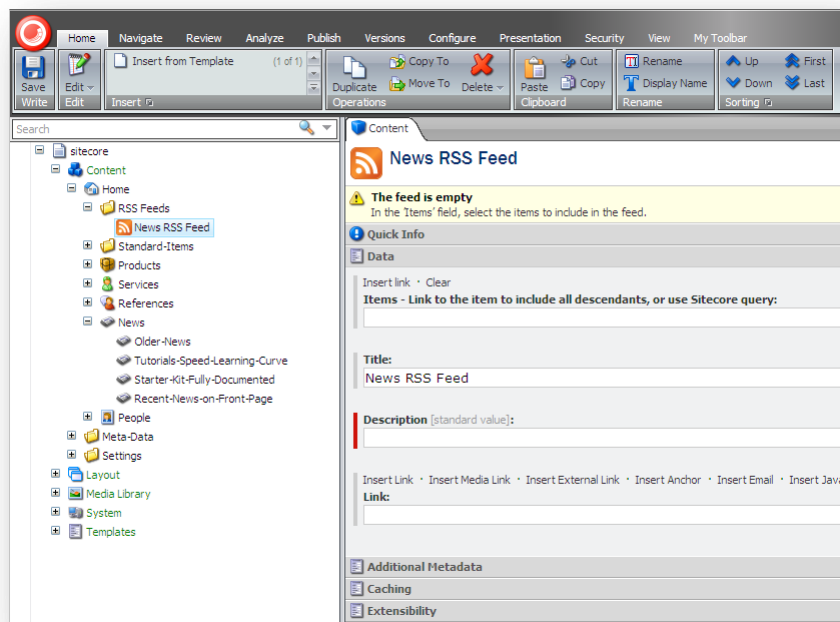 Home Navigate Review Analyze Publish Versions Configure Presentation Security View My Toolbar
Insert from Template (1 of 1) Copy To Cut Rename Up First
Save Edit Duplicate Move To Delete Paste Copy Display Name Down Last
Write Edit Insert Operations Clipboard Rename Sorting
Search
Content
sitecore
Content
Home
RSS Feeds
News RSS Feed
Standard-Items
Products
Services
References
News
Older-News
Tutorials-Speed-Learning-Curve
Starter-Kit-Fully-Documented
Recent-News-on-Front-Page
People
Meta-Data
Settings
Layout
Media Library
System
Templates
News RSS Feed
The feed is empty
In the 'Items' field, select the items to include in the feed.
Quick Info
Data
Insert link · Clear
Items - Link to the item to include all descendants, or use Sitecore query:
Title:
News RSS Feed
Description [standard value]:
Insert Link · Insert Media Link · Insert External Link · Insert Anchor · Insert Email · Insert Java
Link:
Additional Metadata
Caching
Extensibility